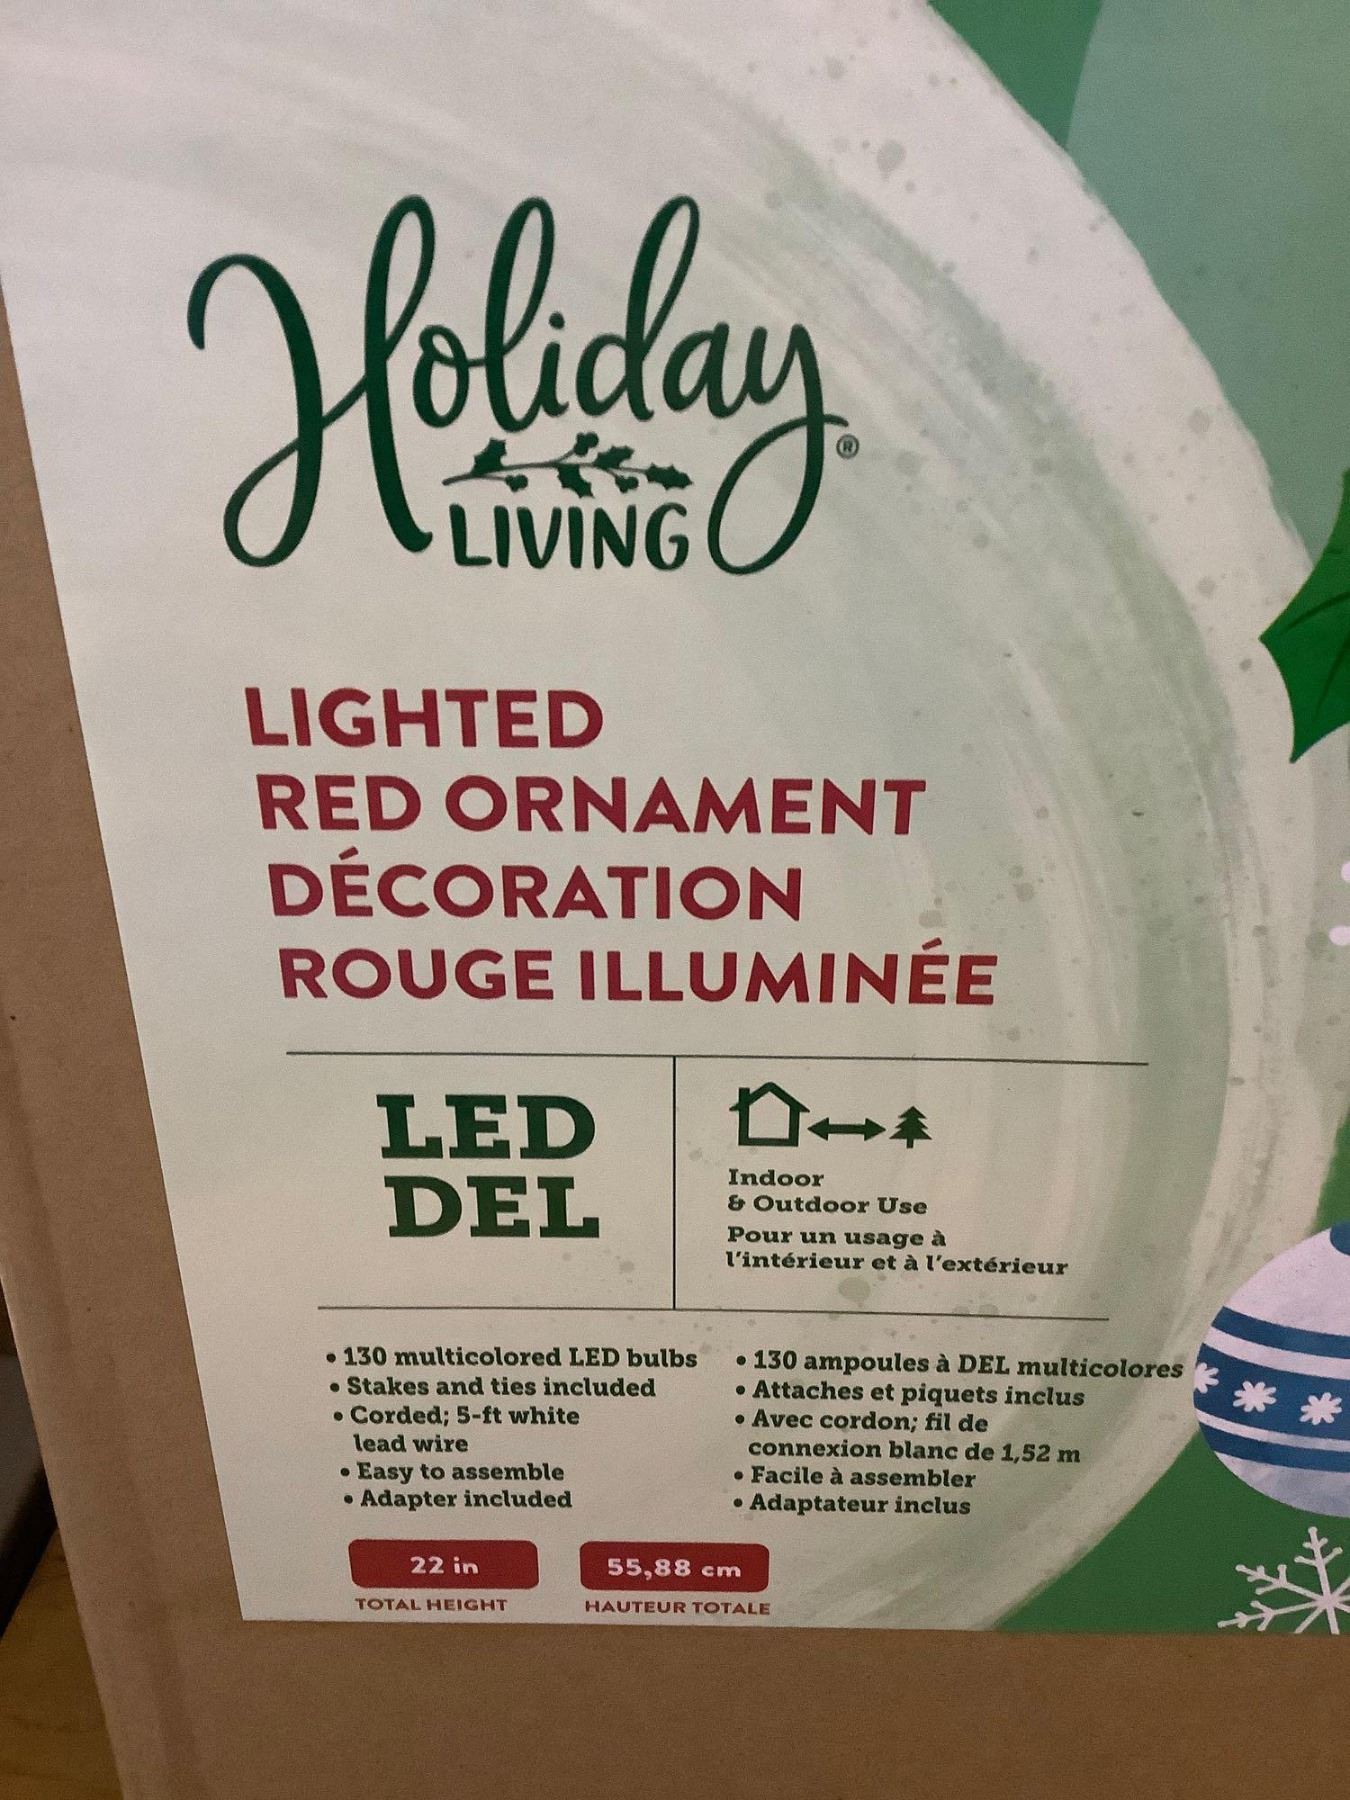 Holiday®
LIVING
LIGHTED
RED ORNAMENT
DÉCORATION
ROUGE ILLUMINÉE
LED
DEL
Indoor
& Outdoor Use
Pour un usage à
l'intérieur et à l'extérieur
• 130 multicolored LED bulbs
• Stakes and ties included
• Corded; 5-ft white
lead wire
• Easy to assemble
• Adapter included
• 130 ampoules à DEL multicolores
• Attaches et piquets inclus
• Avec cordon; fil de
connexion blanc de 1,52 m
• Facile à assembler
• Adaptateur inclus
22 in
TOTAL HEIGHT
55,88 cm
HAUTEUR TOTALE